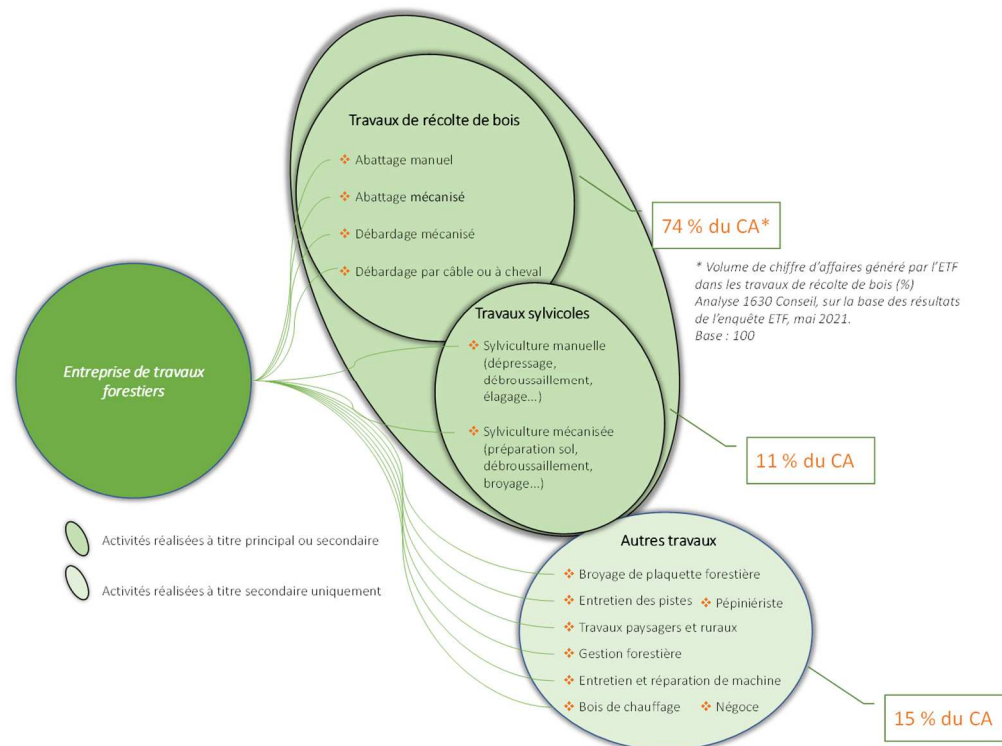 Travaux de récolte de bois
❖ Abattage manuel
❖ Abattage mécanisé
❖ Débardage mécanisé
❖ Débardage par câble ou à cheval
74 % du CA*
* Volume de chiffre d'affaires généré par l'ETF
dans les travaux de récolte de bois (%)
Analyse 1630 Conseil, sur la base des résultats
de l'enquête ETF, mai 2021.
Base : 100
Entreprise de travaux
forestiers
Travaux sylvicoles
❖ Sylviculture manuelle
(dépressage,
débroussaillement,
élagage...)
❖ Sylviculture mécanisée
(préparation sol,
débroussaillement,
broyage...)
11 % du CA
Activités réalisées à titre principal ou secondaire
Activités réalisées à titre secondaire uniquement
Autres travaux
❖ Broyage de plaquette forestière
❖ Entretien des pistes ❖ Pépiniériste
❖ Travaux paysagers et ruraux
❖ Gestion forestière
❖ Entretien et réparation de machine
❖ Bois de chauffage ❖ Négoce
15 % du CA